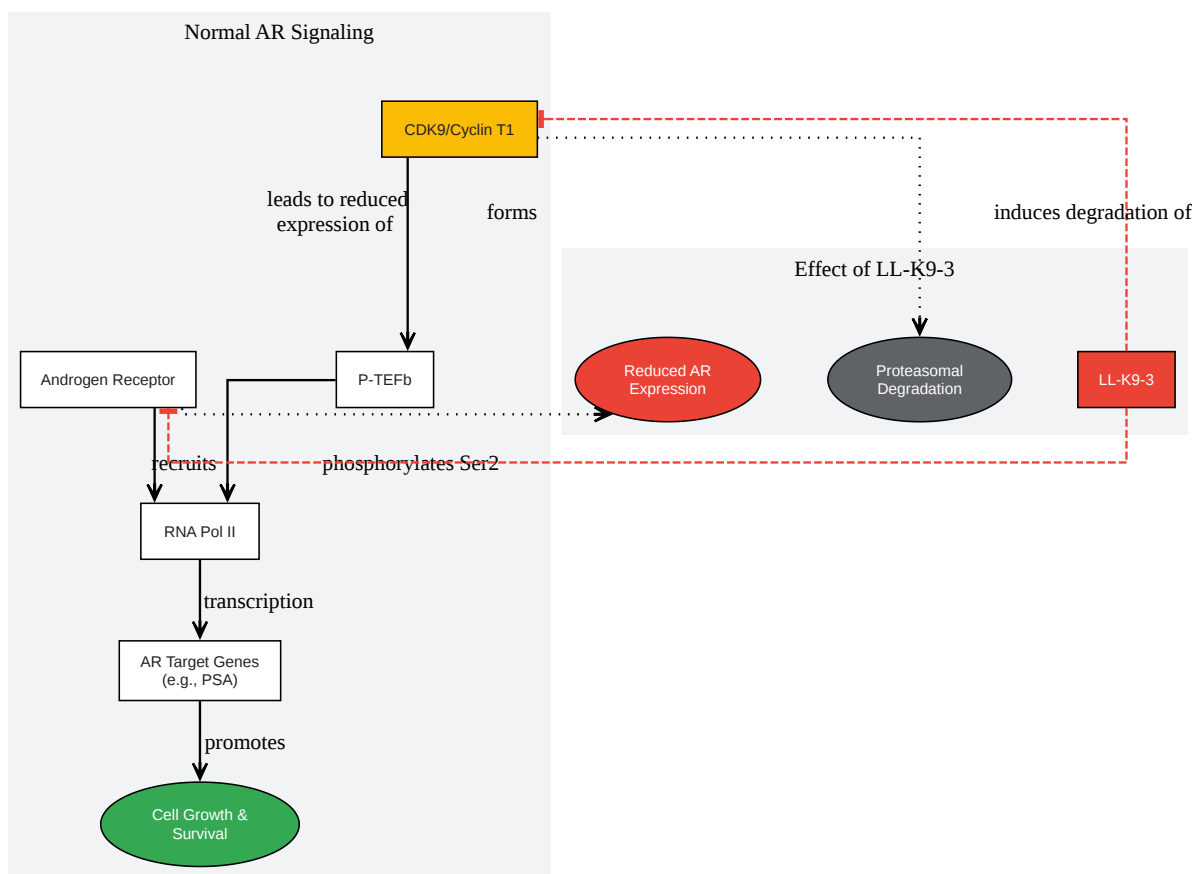 Normal AR Signaling
CDK9/Cyclin T1
leads to reduced
expression of
forms
induces degradation of
Effect of LL-K9-3
Androgen Receptor
P-TEFb
Reduced AR
Expression
Proteasomal
Degradation
LL-K9-3
recruits
phosphorylates Ser2
RNA Pol II
transcription
AR Target Genes
(e.g., PSA)
promotes
Cell Growth &
Survival